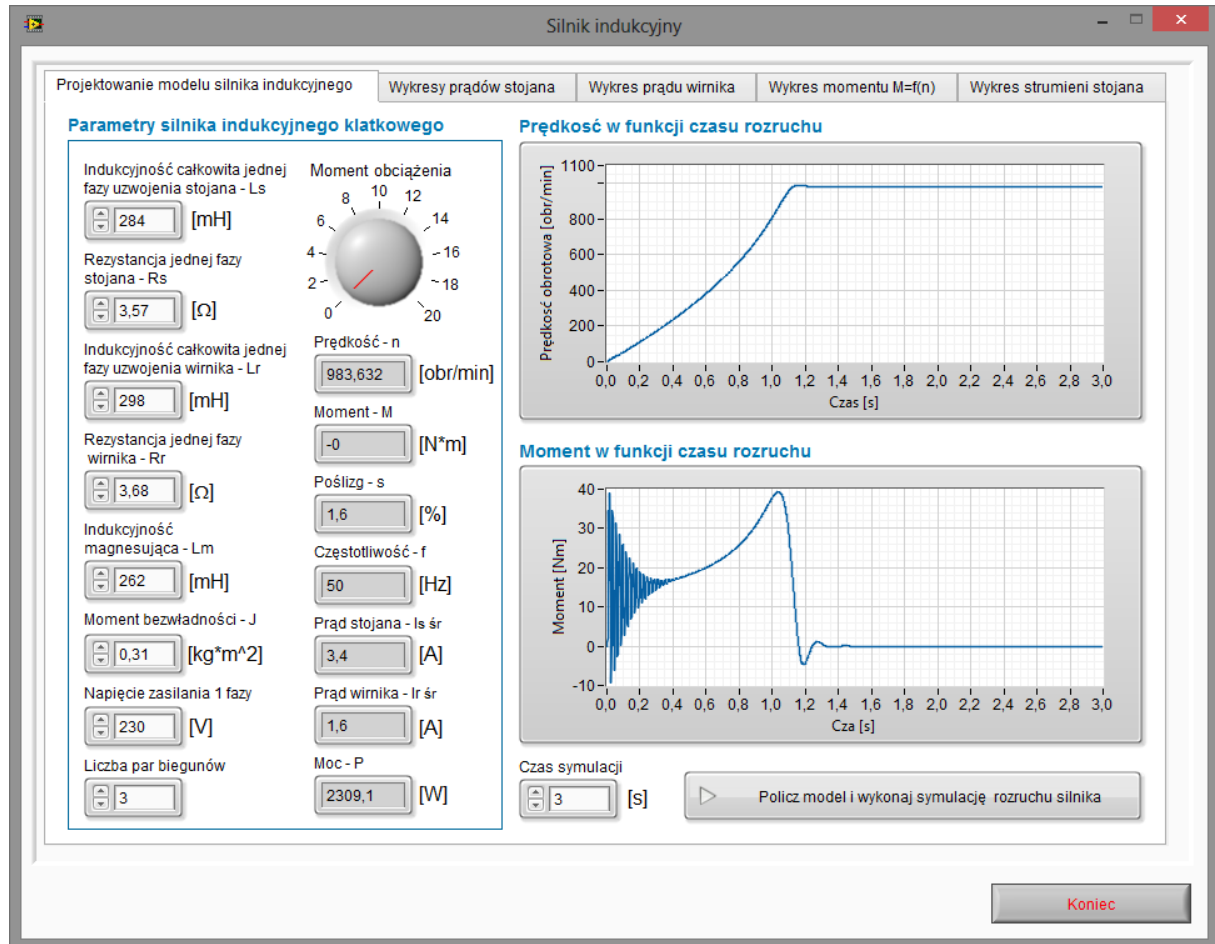 Silnik indukcyjny
Projektowanie modelu silnika indukcyjnego
Wykresy prądów stojana
Wykres prądu wirnika
Wykres momentu M=f(n)
Wykres strumieni stojana
Parametry silnika indukcyjnego klatkowego
Indukcyjność całkowita jednej
fazy uzwojenia stojana - Ls
284 [mH]
Rezystancja jednej fazy
stojana - Rs
3,57 [Ω]
Indukcyjność całkowita jednej
fazy uzwojenia wirnika - Lr
298 [mH]
Rezystancja jednej fazy
wirnika - Rr
3,68 [Ω]
Indukcyjność
magnesująca - Lm
262 [mH]
Moment bezwładności - J
0,31 [kg*m^2]
Napięcie zasilania 1 fazy
230 [V]
Liczba par biegunów
3
Moment obciążenia
0 2 4 6 8 10 12 14 16 18 20
Prędkość - n
983,632 [obr/min]
Moment - M
-0 [N*m]
Poślizg - s
1,6 [%]
Częstotliwość - f
50 [Hz]
Prąd stojana - Is śr
3,4 [A]
Prąd wirnika - Ir śr
1,6 [A]
Moc - P
2309,1 [W]
Prędkosć w funkcji czasu rozruchu
Prędkosć obrotowa [obr/min]
1100
800
600
400
200
0
0,0 0,2 0,4 0,6 0,8 1,0 1,2 1,4 1,6 1,8 2,0 2,2 2,4 2,6 2,8 3,0
Czas [s]
Moment w funkcji czasu rozruchu
Moment [Nm]
40
30
20
10
0
-10
0,0 0,2 0,4 0,6 0,8 1,0 1,2 1,4 1,6 1,8 2,0 2,2 2,4 2,6 2,8 3,0
Cza [s]
Czas symulacji
3 [s]
Policz model i wykonaj symulację rozruchu silnika
Koniec